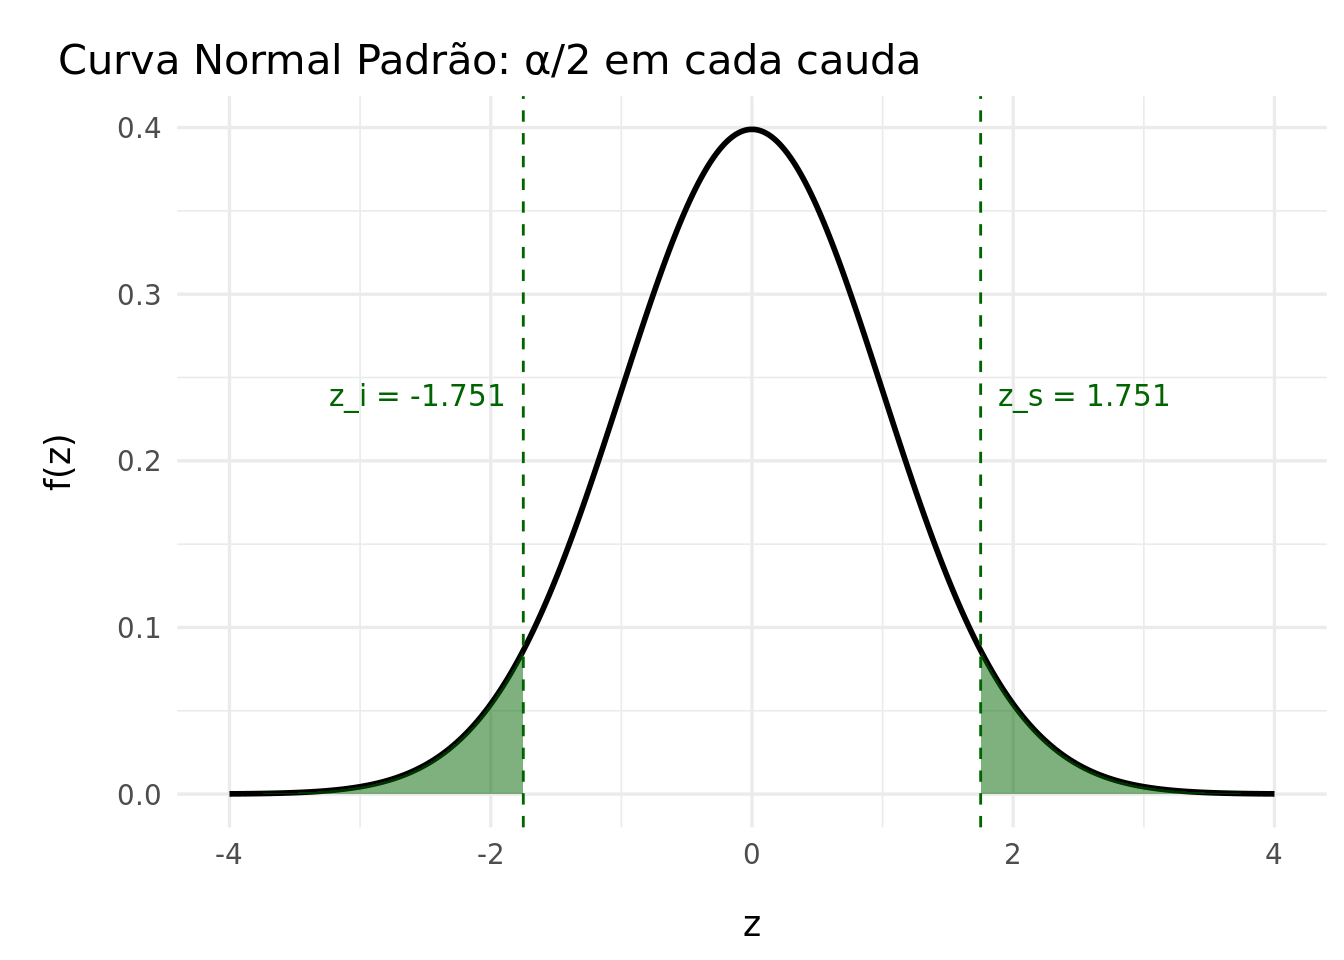 Curva Normal Padrão: α/2 em cada cauda
0.4
0.3
z_i = -1.751
z_s = 1.751
f(z)
0.2
0.1
0.0
-4
-2
0
2
4
z